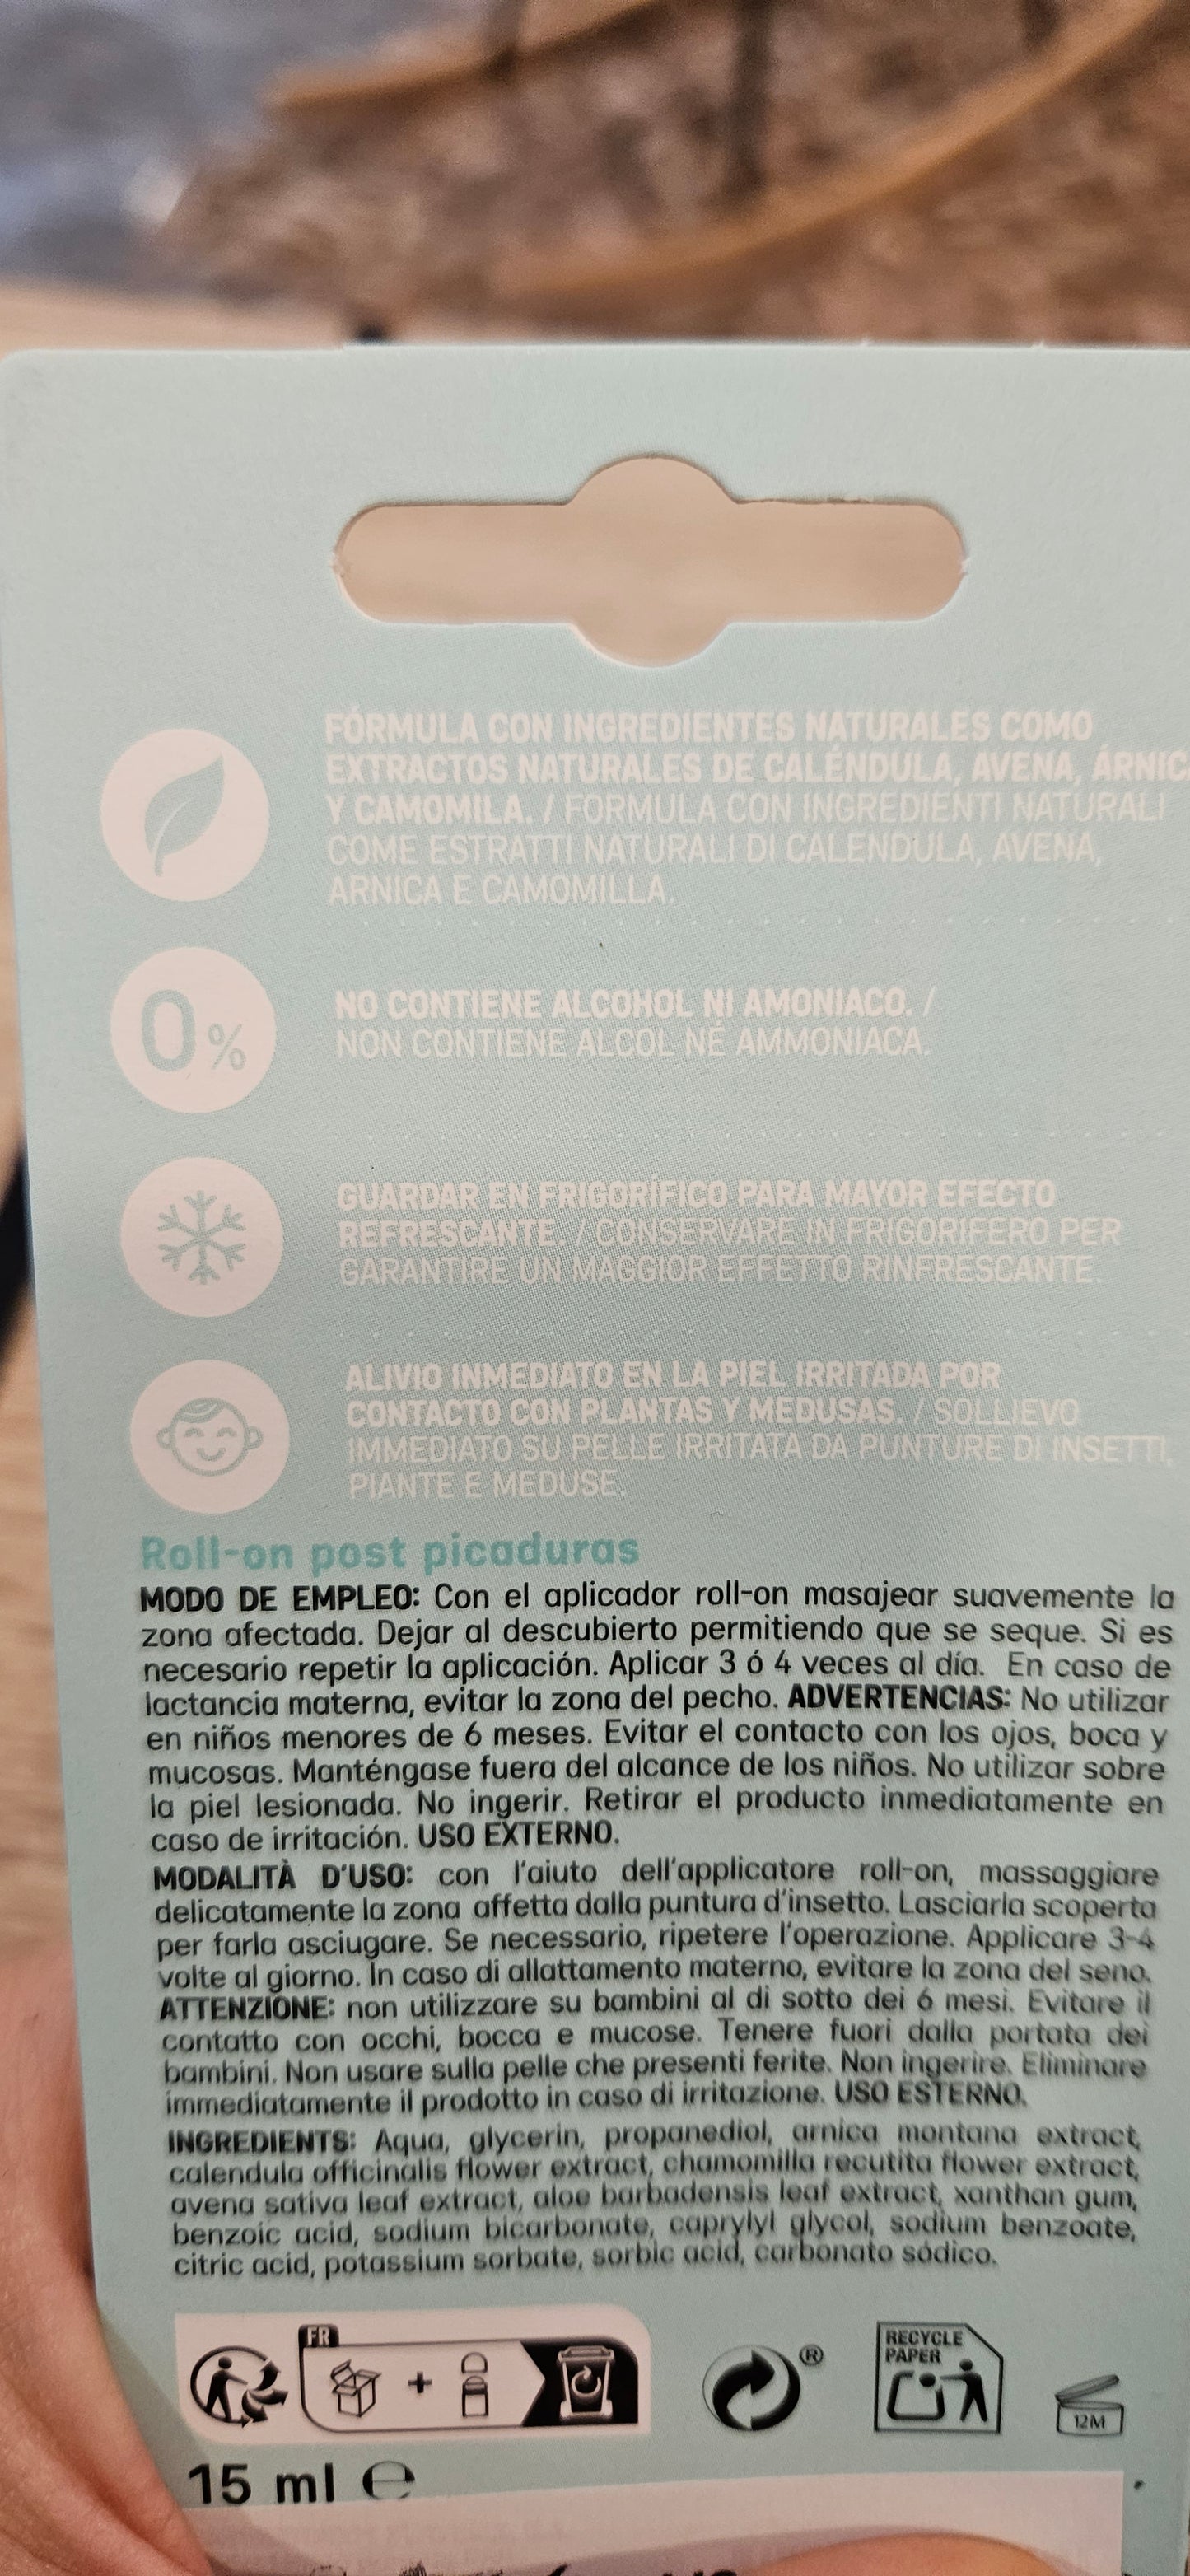 FÓRMULA CON INGREDIENTES NATURALES COMO
EXTRACTOS NATURALES DE CALÉNDULA, AVENA, ÁRNIC
Y CAMOMILA. / FORMULA CON INGREDIENTI NATURALI
COME ESTRATTI NATURALI DI CALENDULA, AVENA,
ARNICA E CAMOMILLA.
0%
NO CONTIENE ALCOHOL NI AMONIACO. /
NON CONTIENE ALCOL NÉ AMMONIACA.
GUARDAR EN FRIGORÍFICO PARA MAYOR EFECTO
REFRESCANTE. / CONSERVARE IN FRIGORIFERO PER
GARANTIRE UN MAGGIOR EFFETTO RINFRESCANTE.
ALIVIO INMEDIATO EN LA PIEL IRRITADA POR
CONTACTO CON PLANTAS Y MEDUSAS. / SOLLIEVO
IMMEDIATO SU PELLE IRRITATA DA PUNTURE DI INSETTI,
PIANTE E MEDUSE.
Roll-on post picaduras
MODO DE EMPLEO: Con el aplicador roll-on masajear suavemente la
zona afectada. Dejar al descubierto permitiendo que se seque. Si es
necesario repetir la aplicación. Aplicar 3 ó 4 veces al día. En caso de
lactancia materna, evitar la zona del pecho. ADVERTENCIAS: No utilizar
en niños menores de 6 meses. Evitar el contacto con los ojos, boca y
mucosas. Manténgase fuera del alcance de los niños. No utilizar sobre
la piel lesionada. No ingerir. Retirar el producto inmediatamente en
caso de irritación. USO EXTERNO.
MODALITÀ D'USO: con l'aiuto dell'applicatore roll-on, massaggiare
delicatamente la zona affetta dalla puntura d'insetto. Lasciarla scoperta
per farla asciugare. Se necessario, ripetere l'operazione. Applicare 3-4
volte al giorno. In caso di allattamento materno, evitare la zona del seno.
ATTENZIONE: non utilizzare su bambini al di sotto dei 6 mesi. Evitare il
contatto con occhi, bocca e mucose. Tenere fuori dalla portata dei
bambini. Non usare sulla pelle che presenti ferite. Non ingerire. Eliminare
immediatamente il prodotto in caso di irritazione. USO ESTERNO.
INGREDIENTS: Aqua, glycerin, propanediol, arnica montana extract,
calendula officinalis flower extract, chamomilla recutita flower extract,
avena sativa leaf extract, aloe barbadensis leaf extract, xanthan gum,
benzoic acid, sodium bicarbonate, caprylyl glycol, sodium benzoate,
citric acid, potassium sorbate, sorbic acid, carbonato sódico.
FR
+
®
RECYCLE
PAPER
12M
15 ml e